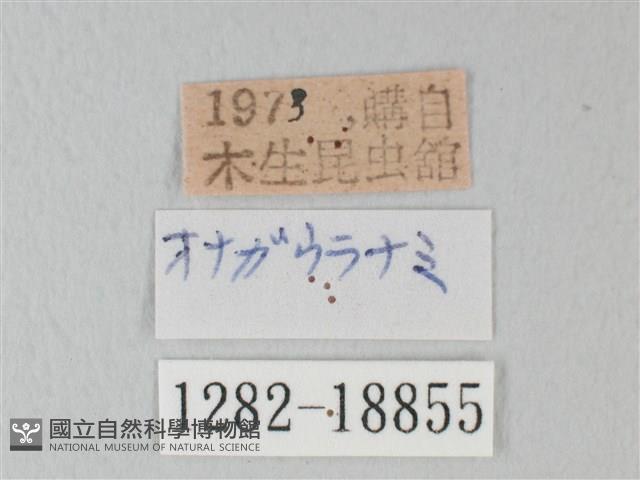 1973 ,購自
木生昆虫舘
オナガウラナミ
1282-18855
國立自然科學博物館
NATIONAL MUSEUM OF NATURAL SCIENCE